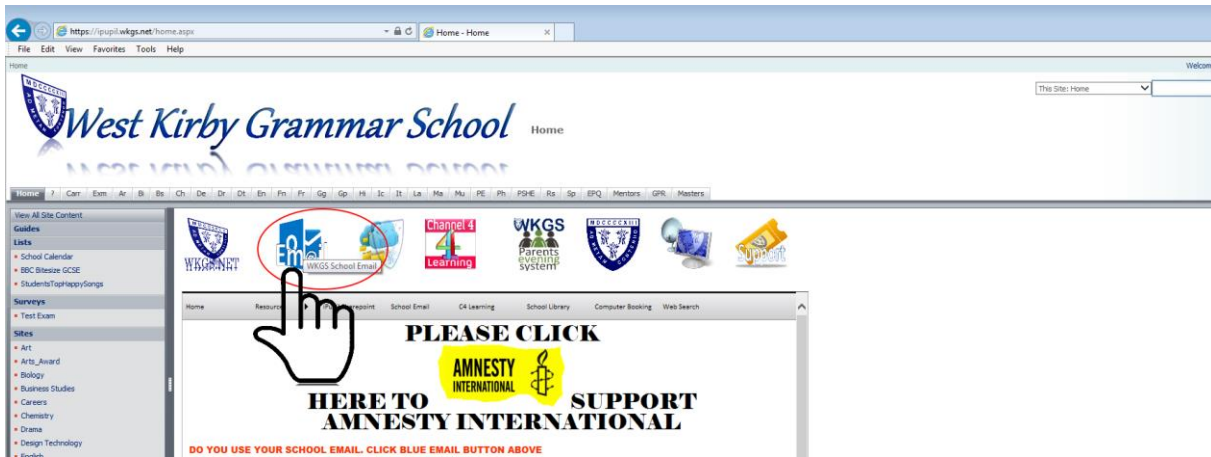 https://ipupil.wkgs.net/home.aspx
Home - Home
File Edit View Favorites Tools Help
Home
Welcom
This Site: Home
West Kirby Grammar School
Home
Home ? Carr Exm Ar Bi Bs Ch De Dr Dt En Fn Fr Gg Gp Hi Ic It La Ma Mu PE Ph PSHE Rs Sp EPQ Mentors GPR Masters
View All Site Content
Guides
Lists
School Calendar
BBC Bitesize GCSE
StudentsTopHappySongs
Surveys
Test Exam
Sites
Art
Arts_Award
Biology
Business Studies
Careers
Chemistry
Drama
Design Technology
English
WKGS.NET
Email
WKGS School Email
Channel 4
4
Learning
WKGS
Parents
evening
system
Support
Home School Email C4 Learning School Library Computer Booking Web Search
PLEASE CLICK
AMNESTY
INTERNATIONAL
HERE TO SUPPORT
AMNESTY INTERNATIONAL
DO YOU USE YOUR SCHOOL EMAIL. CLICK BLUE EMAIL BUTTON ABOVE